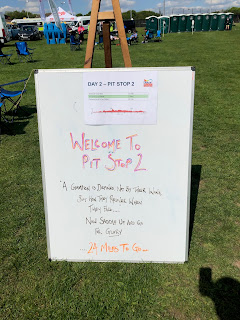 DAY 2 – PIT STOP 2
WELCOME TO
PIT STOP 2
"A CHAMPION IS DEFINED NOT BY THEIR WINS
BUT HOW THEY RECOVER WHEN
THEY FALL....
NOW SMOOTH UP AND GO
FOR GLORY
...24 MILES TO GO...